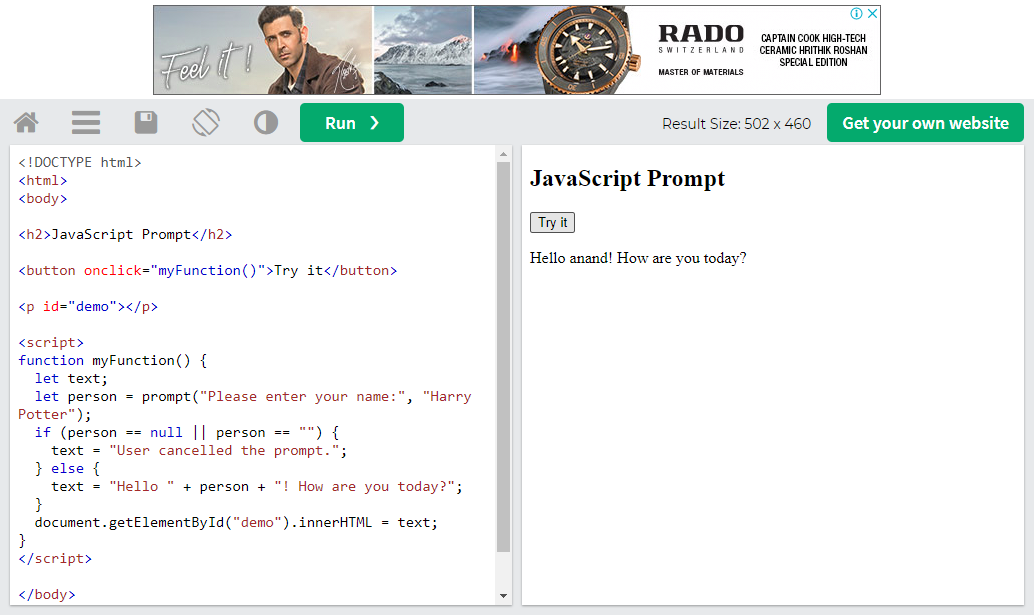 Feel it !
RADO
SWITZERLAND
MASTER OF MATERIALS
CAPTAIN COOK HIGH-TECH
CERAMIC HRITHIK ROSHAN
SPECIAL EDITION
Run ❯
Result Size: 502 x 460
Get your own website
<!DOCTYPE html>
<html>
<body>
<h2>JavaScript Prompt</h2>
<button onclick="myFunction()">Try it</button>
<p id="demo"></p>
<script>
function myFunction() {
  let text;
  let person = prompt("Please enter your name:", "Harry
Potter");
  if (person == null || person == "") {
    text = "User cancelled the prompt.";
  } else {
    text = "Hello " + person + "! How are you today?";
  }
  document.getElementById("demo").innerHTML = text;
}
</script>
</body>
JavaScript Prompt
Try it
Hello anand! How are you today?